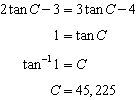 2 tan C − 3 = 3 tan C − 4
1 = tan C
tan⁻¹ 1 = C
C = 45, 225